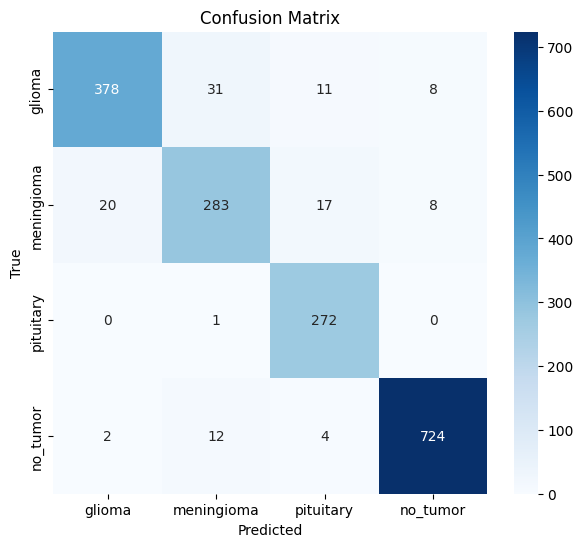 Confusion Matrix
True
glioma
378 31 11 8
meningioma
20 283 17 8
pituitary
0 1 272 0
no_tumor
2 12 4 724
glioma meningioma pituitary no_tumor
Predicted
700
600
500
400
300
200
100
0